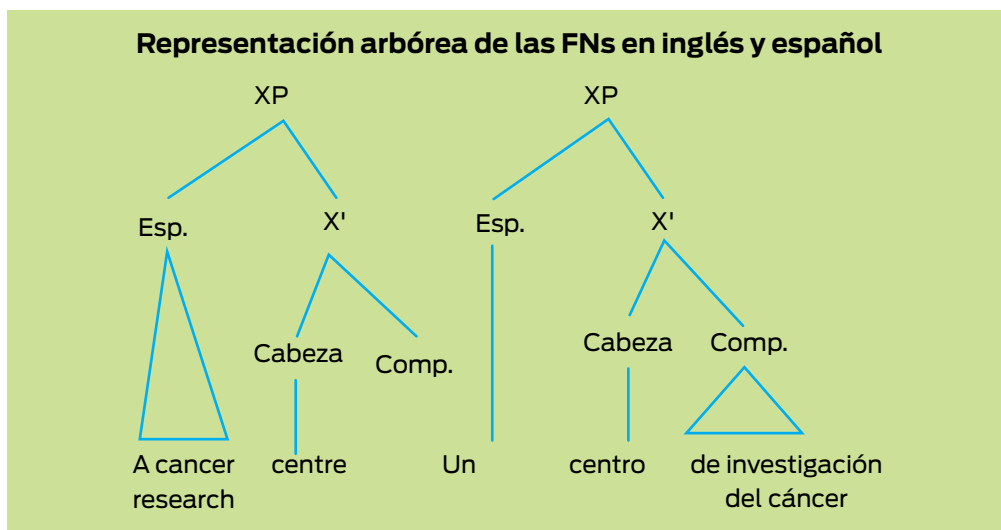 Representación arbórea de las FNs en inglés y español
XP XP
Esp. X' Esp. X'
Cabeza Comp. Cabeza Comp.
A cancer centre Un centro de investigación
research del cáncer